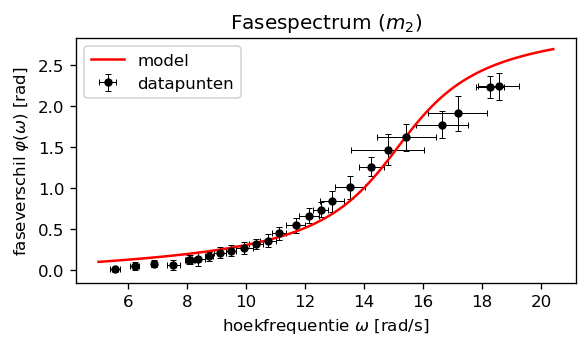 Fasespectrum (m₂)
model
datapunten
faseverschil φ(ω) [rad]
2.5
2.0
1.5
1.0
0.5
0.0
6 8 10 12 14 16 18 20
hoekfrequentie ω [rad/s]